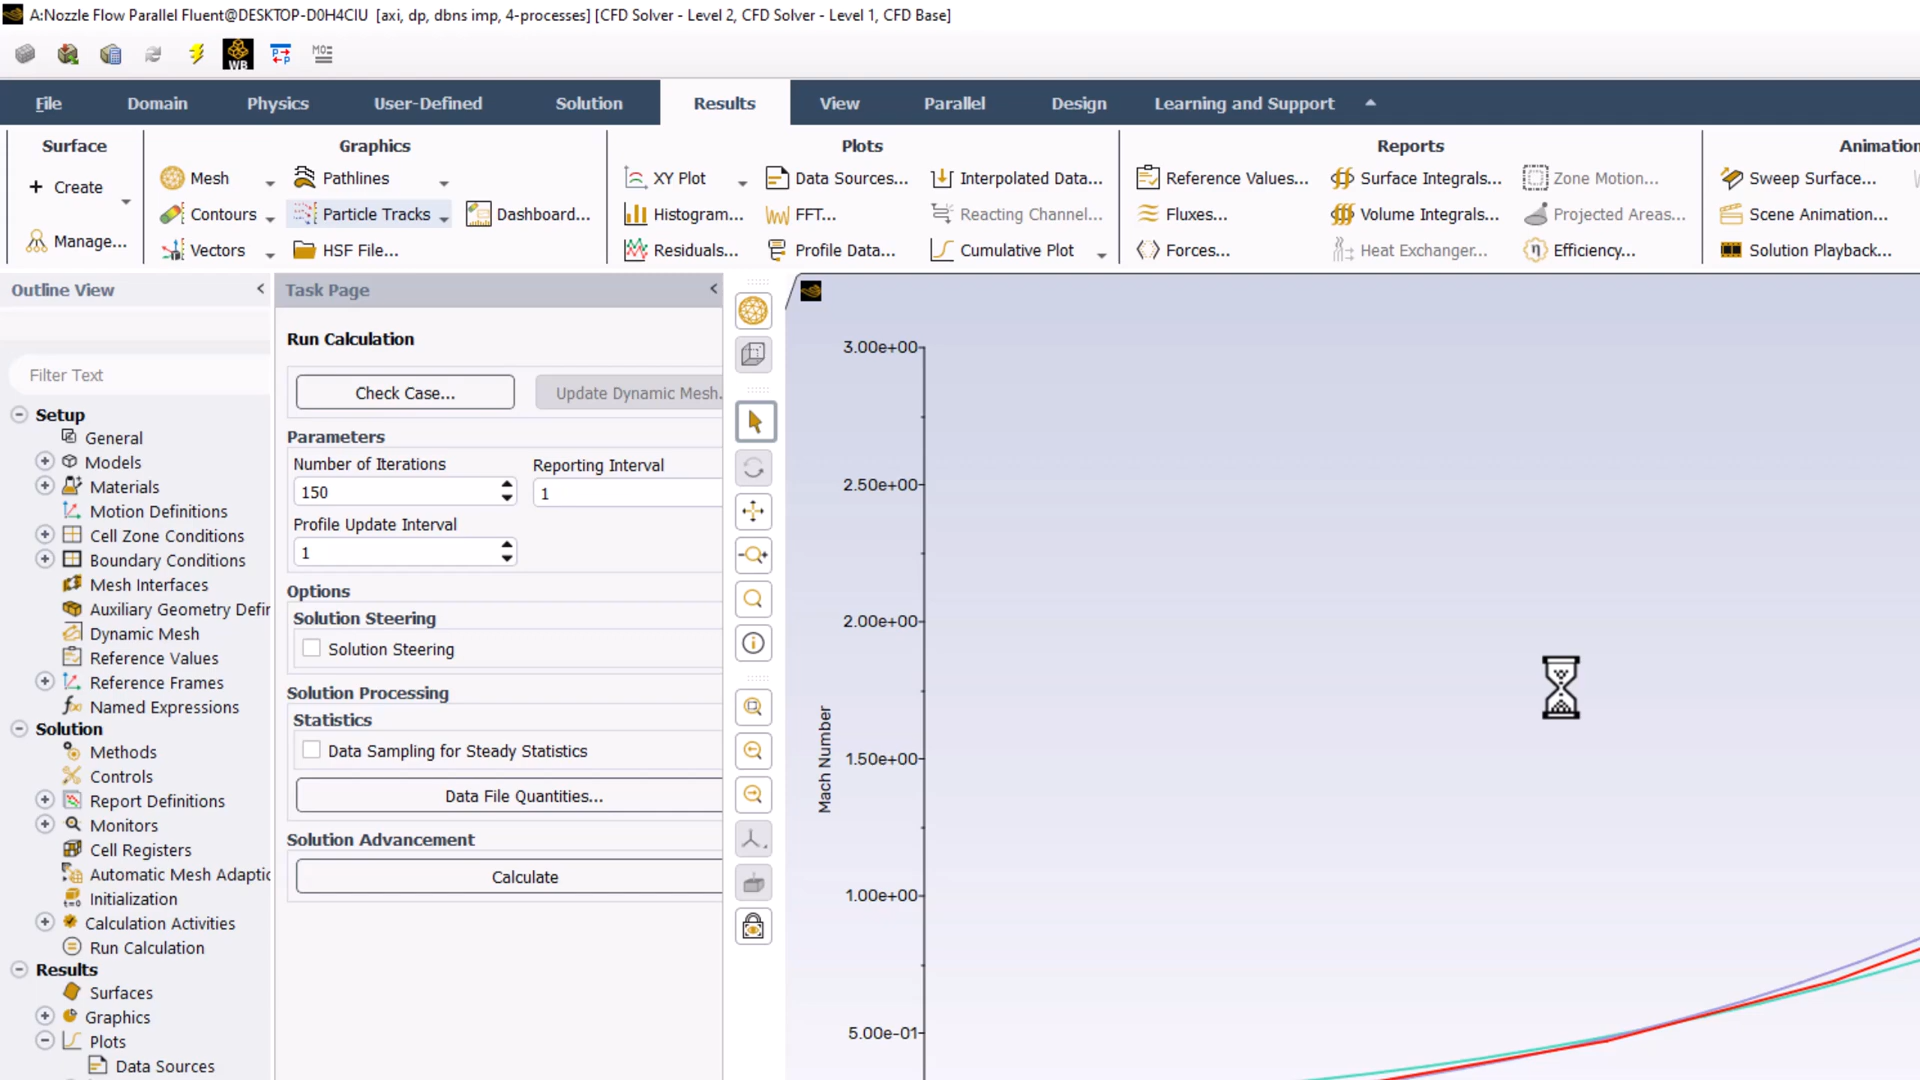 A:Nozzle Flow Parallel Fluent@DESKTOP-D0H4CIU [axi, dp, dbns imp, 4-processes] [CFD Solver - Level 2, CFD Solver - Level 1, CFD Base]
WB
File Domain Physics User-Defined Solution Results View Parallel Design Learning and Support
Surface Graphics Plots Reports Animation
Create Mesh Pathlines XY Plot Data Sources... Interpolated Data... Reference Values... Surface Integrals... Zone Motion... Sweep Surface...
Contours Particle Tracks Dashboard... Histogram... FFT... Reacting Channel... Fluxes... Volume Integrals... Projected Areas... Scene Animation...
Manage... Vectors HSF File... Residuals... Profile Data... Cumulative Plot Forces... Heat Exchanger... Efficiency... Solution Playback...
Outline View <
Filter Text
Setup
General
Models
Materials
Motion Definitions
Cell Zone Conditions
Boundary Conditions
Mesh Interfaces
Auxiliary Geometry Defir
Dynamic Mesh
Reference Values
Reference Frames
Named Expressions
Solution
Methods
Controls
Report Definitions
Monitors
Cell Registers
Automatic Mesh Adaptic
Initialization
Calculation Activities
Run Calculation
Results
Surfaces
Graphics
Plots
Data Sources
Task Page <
Run Calculation
Check Case... Update Dynamic Mesh.
Parameters
Number of Iterations Reporting Interval
150 1
Profile Update Interval
1
Options
Solution Steering
Solution Steering
Solution Processing
Statistics
Data Sampling for Steady Statistics
Data File Quantities...
Solution Advancement
Calculate
3.00e+00
2.50e+00
2.00e+00
1.50e+00
1.00e+00
5.00e-01
Mach Number